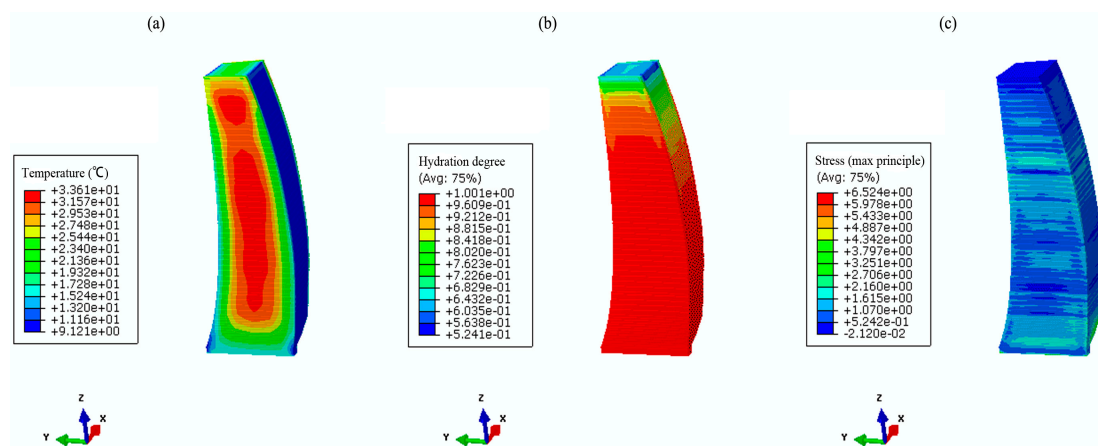 (a)
(b)
(c)
Temperature (℃)
+3.361e+01
+3.157e+01
+2.953e+01
+2.748e+01
+2.544e+01
+2.340e+01
+2.136e+01
+1.932e+01
+1.728e+01
+1.524e+01
+1.320e+01
+1.116e+01
+9.121e+00
Hydration degree
(Avg: 75%)
+1.001e+00
+9.609e-01
+9.212e-01
+8.815e-01
+8.418e-01
+8.020e-01
+7.623e-01
+7.226e-01
+6.829e-01
+6.432e-01
+6.035e-01
+5.638e-01
+5.241e-01
Stress (max principle)
(Avg: 75%)
+6.524e+00
+5.978e+00
+5.433e+00
+4.887e+00
+4.342e+00
+3.797e+00
+3.251e+00
+2.706e+00
+2.160e+00
+1.615e+00
+1.070e+00
+5.242e-01
-2.120e-02
Z
X
Y
Z
X
Y
Z
X
Y